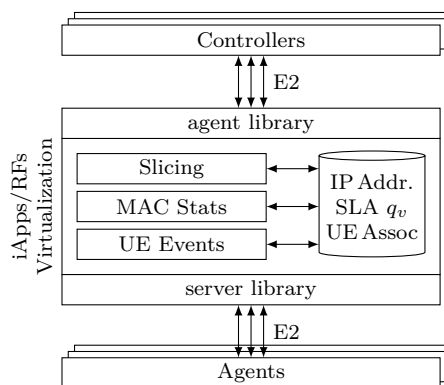 Controllers
E2
agent library
iApps/RFs
Virtualization
Slicing
MAC Stats
UE Events
IP Addr.
SLA q_v
UE Assoc
server library
E2
Agents